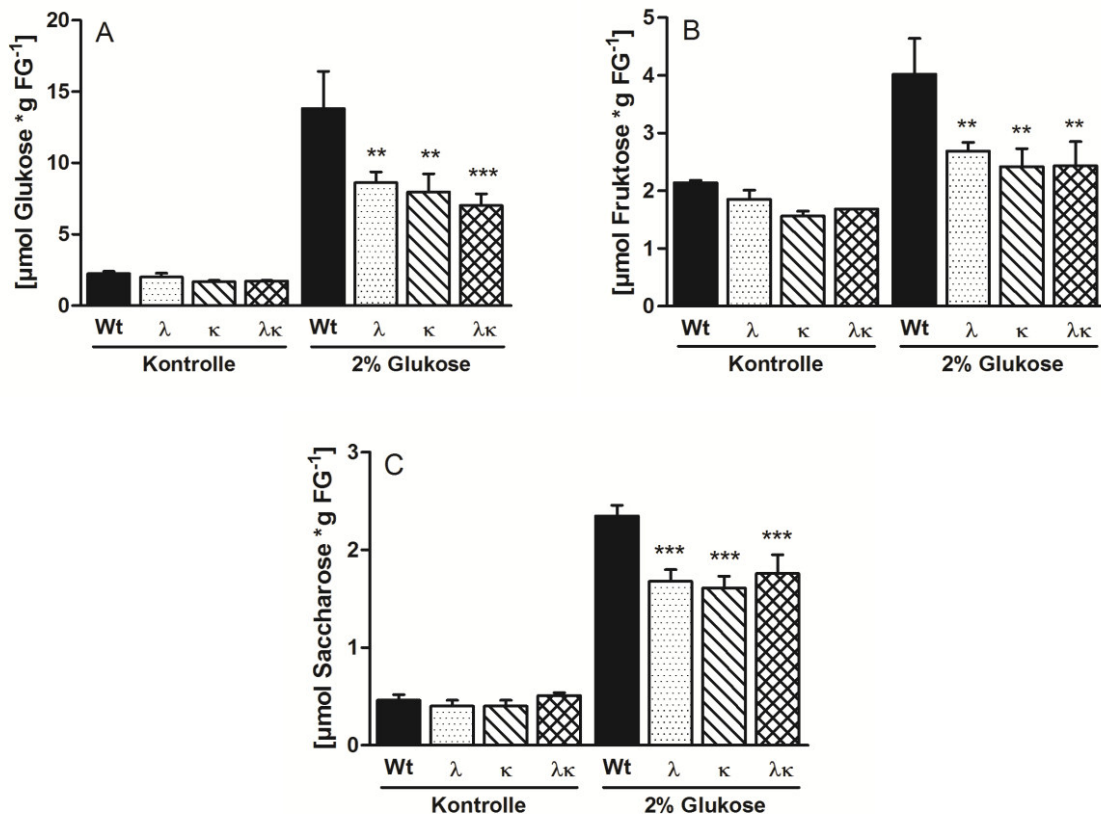 A
[µmol Glukose *g FG⁻¹]
20
15
10
5
0
** ** ***
Wt λ κ λκ Wt λ κ λκ
Kontrolle 2% Glukose
B
[µmol Fruktose *g FG⁻¹]
5
4
3
2
1
0
** ** **
Wt λ κ λκ Wt λ κ λκ
Kontrolle 2% Glukose
C
[µmol Saccharose *g FG⁻¹]
3
2
1
0
*** *** ***
Wt λ κ λκ Wt λ κ λκ
Kontrolle 2% Glukose